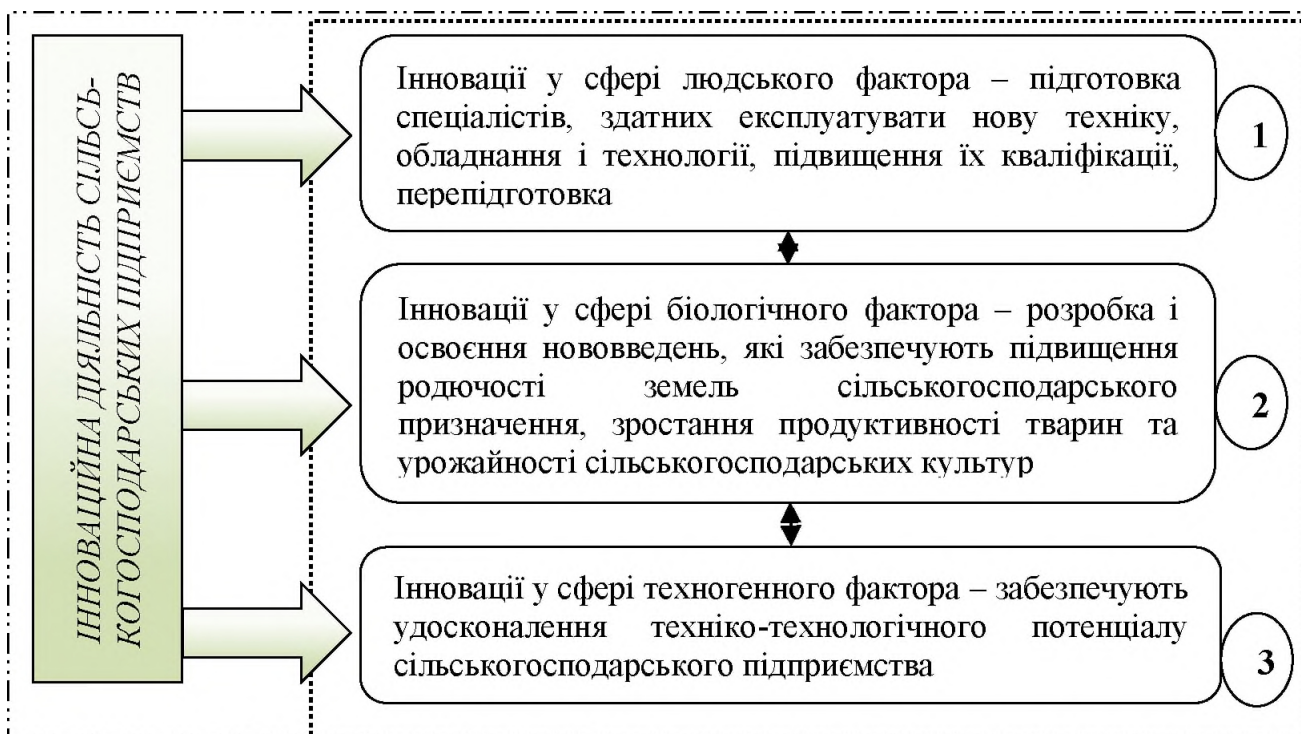 ІННОВАЦІЙНА ДІЯЛЬНІСТЬ СІЛЬСЬ-
КОГОСПОДАРСЬКИХ ПІДПРИЄМСТВ
Інновації у сфері людського фактора – підготовка
спеціалістів, здатних експлуатувати нову техніку,
обладнання і технології, підвищення їх кваліфікації,
перепідготовка
1
Інновації у сфері біологічного фактора – розробка і
освоєння нововведень, які забезпечують підвищення
родючості земель сільськогосподарського
призначення, зростання продуктивності тварин та
урожайності сільськогосподарських культур
2
Інновації у сфері техногенного фактора – забезпечують
удосконалення техніко-технологічного потенціалу
сільськогосподарського підприємства
3